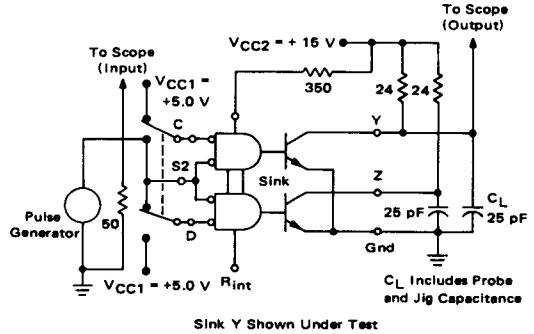 To Scope
(Output)
To Scope
(Input)
VCC2 = + 15 V
VCC1 =
+5.0 V
350
24
24
C
Y
S2
Sink
Z
Pulse
Generator
50
25 pF
CL
25 pF
D
Gnd
Rint
VCC1 = +5.0 V
CL Includes Probe
and Jig Capacitance
Sink Y Shown Under Test